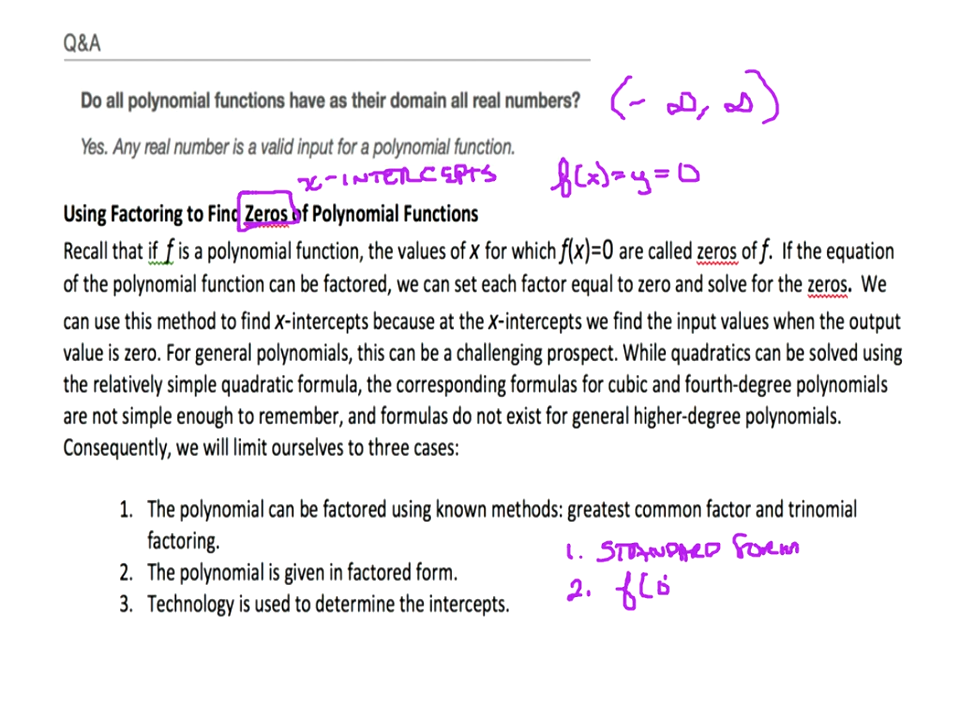 Q&A
Do all polynomial functions have as their domain all real numbers? (-∞, ∞)
Yes. Any real number is a valid input for a polynomial function.
x-INTERCEPTS f(x)=y=0
Using Factoring to Find Zeros of Polynomial Functions
Recall that if f is a polynomial function, the values of x for which f(x)=0 are called zeros of f. If the equation
of the polynomial function can be factored, we can set each factor equal to zero and solve for the zeros. We
can use this method to find x-intercepts because at the x-intercepts we find the input values when the output
value is zero. For general polynomials, this can be a challenging prospect. While quadratics can be solved using
the relatively simple quadratic formula, the corresponding formulas for cubic and fourth-degree polynomials
are not simple enough to remember, and formulas do not exist for general higher-degree polynomials.
Consequently, we will limit ourselves to three cases:
1. The polynomial can be factored using known methods: greatest common factor and trinomial
factoring.
1. STANDARD FORM
2. The polynomial is given in factored form.
2. f(
3. Technology is used to determine the intercepts.